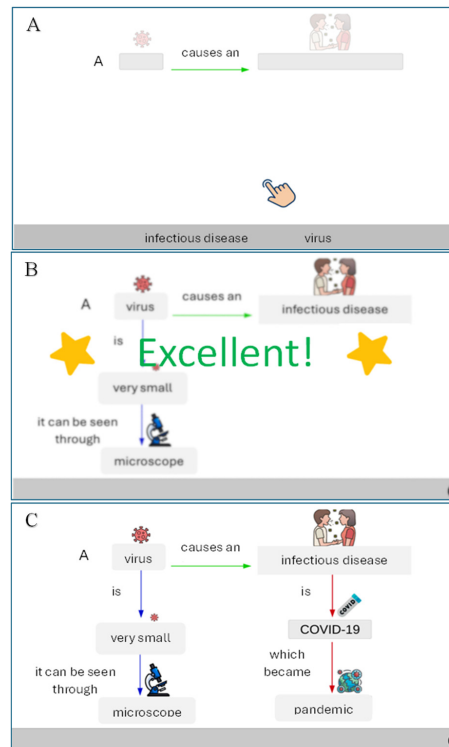 A
causes an
A
infectious disease virus
B
A virus causes an infectious disease
is
Excellent!
very small
it can be seen
through
microscope
C
A virus causes an infectious disease
is is
COVID
very small COVID-19
it can be seen which
through became
microscope pandemic